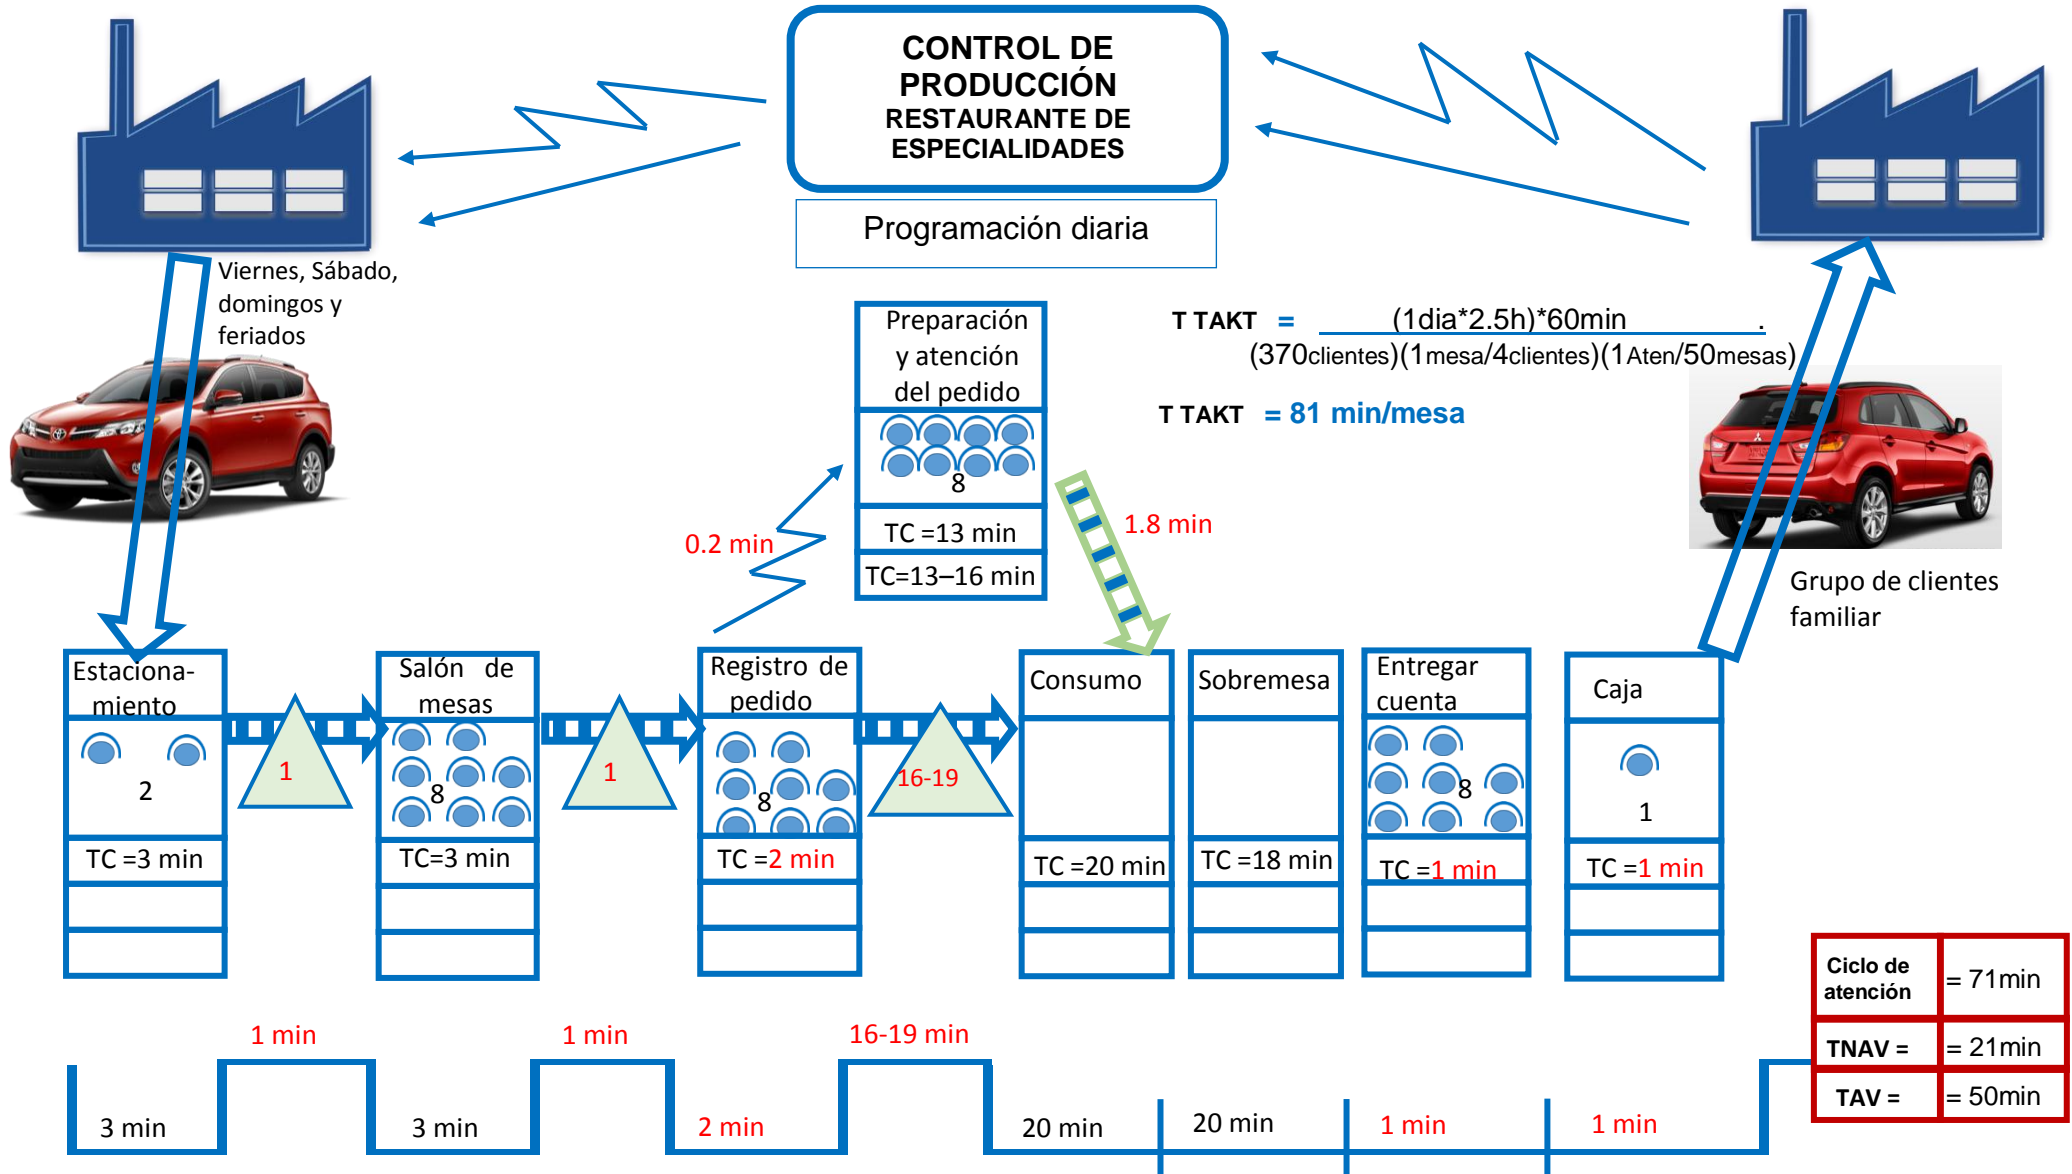 CONTROL DE
PRODUCCIÓN
RESTAURANTE DE
ESPECIALIDADES
Programación diaria
Viernes, Sábado,
domingos y
feriados
Preparación
y atención
del pedido
8
TC =13 min
TC=13–16 min
T TAKT = (1dia*2.5h)*60min .
(370clientes)(1mesa/4clientes)(1Aten/50mesas)
T TAKT = 81 min/mesa
0.2 min
1.8 min
Grupo de clientes
familiar
Estaciona-
miento
2
TC =3 min
1
Salón de
mesas
8
TC=3 min
1
Registro de
pedido
8
TC =2 min
16-19
Consumo
TC =20 min
Sobremesa
TC =18 min
Entregar
cuenta
8
TC =1 min
Caja
1
TC =1 min
Ciclo de
atención
= 71min
TNAV = = 21min
TAV = = 50min
1 min
1 min
16-19 min
3 min
3 min
2 min
20 min
20 min
1 min
1 min